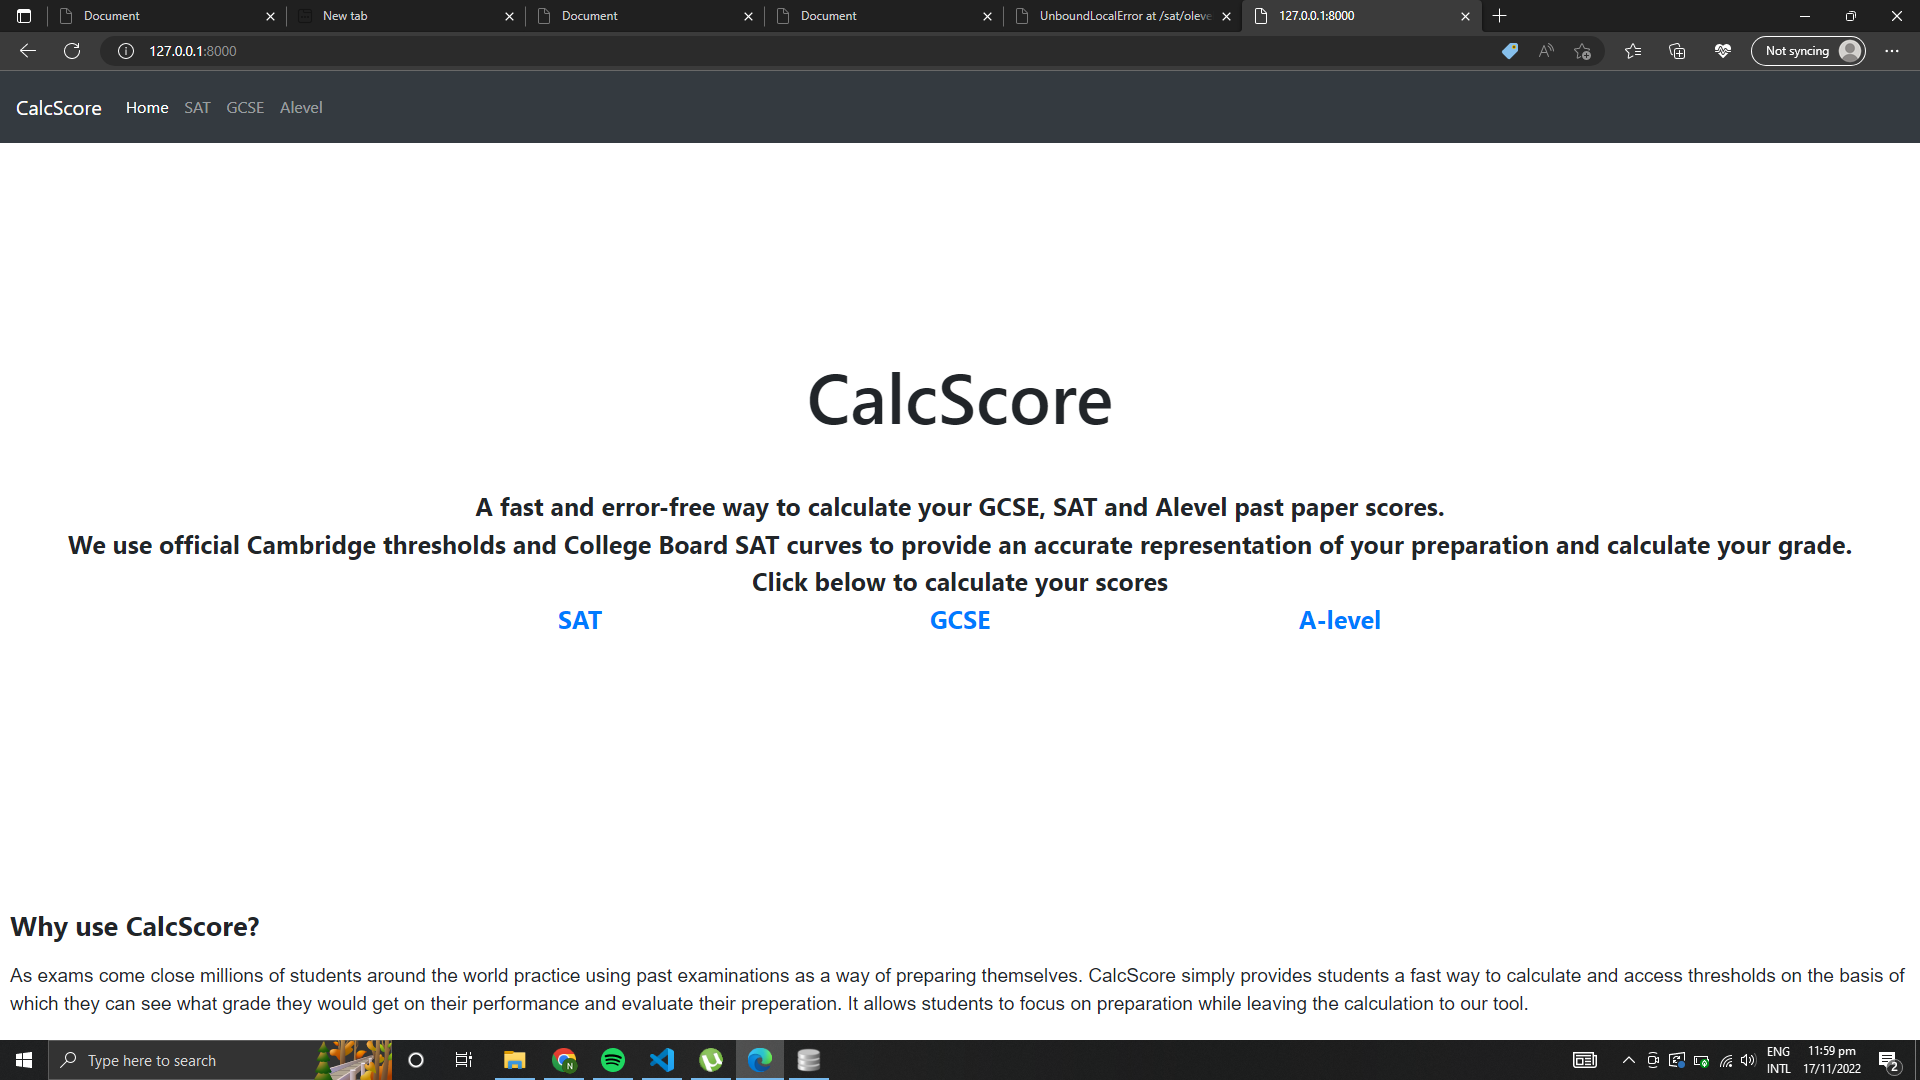 Document
New tab
Document
Document
UnboundLocalError at /sat/oleve
127.0.0.1:8000
127.0.0.1:8000
Not syncing
CalcScore Home SAT GCSE Alevel
CalcScore
A fast and error-free way to calculate your GCSE, SAT and Alevel past paper scores.
We use official Cambridge thresholds and College Board SAT curves to provide an accurate representation of your preparation and calculate your grade.
Click below to calculate your scores
SAT GCSE A-level
Why use CalcScore?
As exams come close millions of students around the world practice using past examinations as a way of preparing themselves. CalcScore simply provides students a fast way to calculate and access thresholds on the basis of
which they can see what grade they would get on their performance and evaluate their preperation. It allows students to focus on preparation while leaving the calculation to our tool.
Type here to search
N
ENG
INTL
11:59 pm
17/11/2022
2